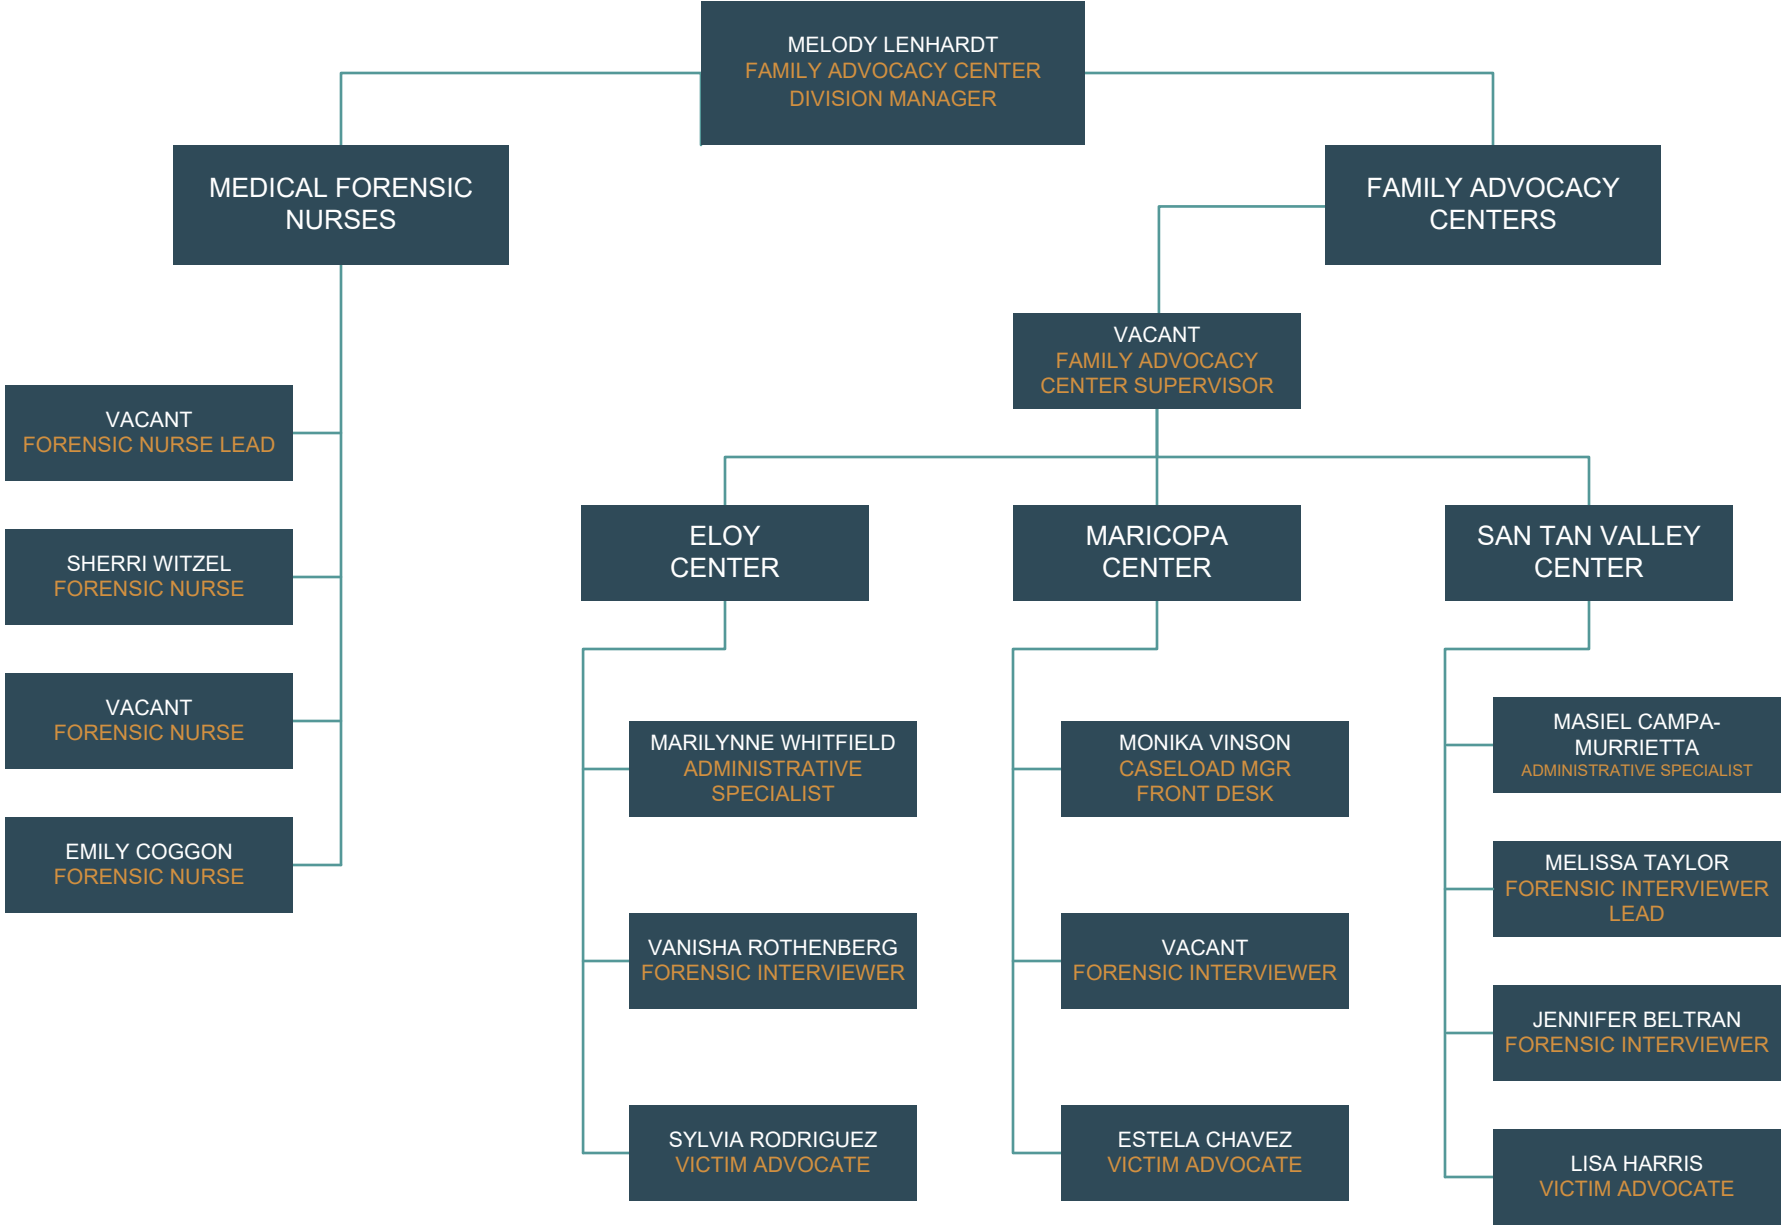 MELODY LENHARDT
FAMILY ADVOCACY CENTER
DIVISION MANAGER
MEDICAL FORENSIC
NURSES
FAMILY ADVOCACY
CENTERS
VACANT
FAMILY ADVOCACY
CENTER SUPERVISOR
VACANT
FORENSIC NURSE LEAD
SHERRI WITZEL
FORENSIC NURSE
VACANT
FORENSIC NURSE
EMILY COGGON
FORENSIC NURSE
ELOY
CENTER
MARILYNNE WHITFIELD
ADMINISTRATIVE
SPECIALIST
VANISHA ROTHENBERG
FORENSIC INTERVIEWER
SYLVIA RODRIGUEZ
VICTIM ADVOCATE
MARICOPA
CENTER
MONIKA VINSON
CASELOAD MGR
FRONT DESK
VACANT
FORENSIC INTERVIEWER
ESTELA CHAVEZ
VICTIM ADVOCATE
SAN TAN VALLEY
CENTER
MASIEL CAMPA-
MURRIETTA
ADMINISTRATIVE SPECIALIST
MELISSA TAYLOR
FORENSIC INTERVIEWER
LEAD
JENNIFER BELTRAN
FORENSIC INTERVIEWER
LISA HARRIS
VICTIM ADVOCATE